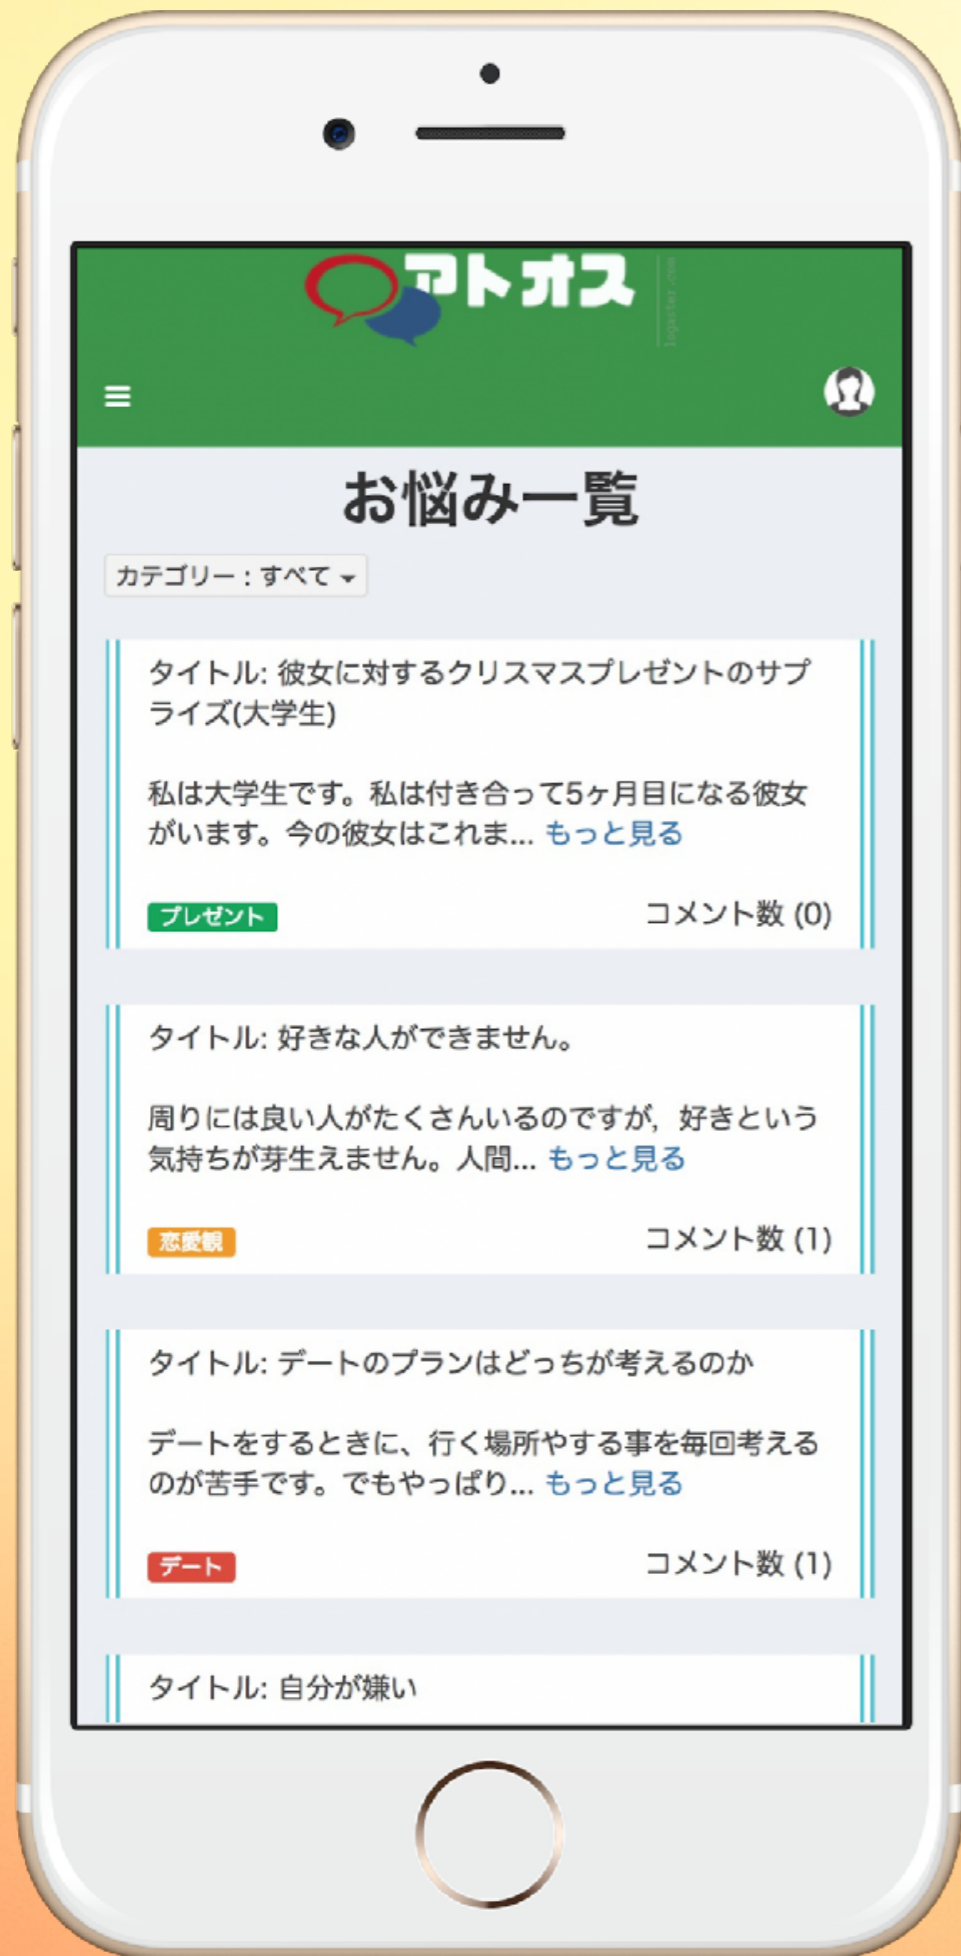 アトオス
logaster.com
お悩み一覧
カテゴリー : すべて
タイトル: 彼女に対するクリスマスプレゼントのサプ
ライズ(大学生)
私は大学生です。私は付き合って5ヶ月目になる彼女
がいます。今の彼女はこれま... もっと見る
プレゼント
コメント数 (0)
タイトル: 好きな人ができません。
周りには良い人がたくさんいるのですが，好きという
気持ちが芽生えません。人間... もっと見る
恋愛観
コメント数 (1)
タイトル: デートのプランはどっちが考えるのか
デートをするときに、行く場所やする事を毎回考える
のが苦手です。でもやっぱり... もっと見る
デート
コメント数 (1)
タイトル: 自分が嫌い